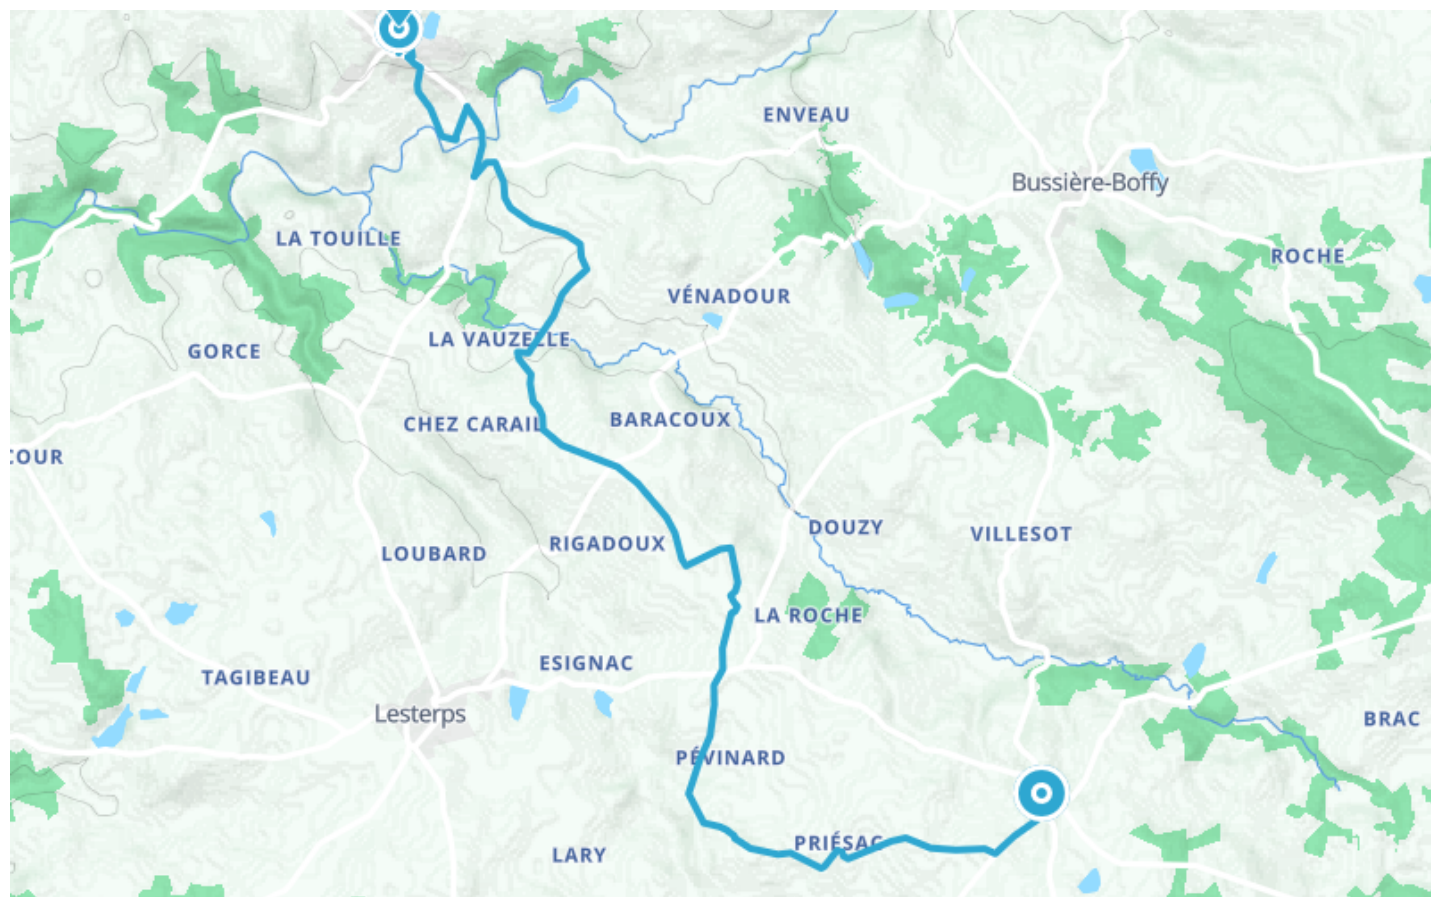 ENVEAU
Bussière-Boffy
LA TOUILLE
ROCHE
VÉNADOUR
LA VAUZELLE
GORCE
BARACOUX
CHEZ CARAIL
COUR
DOUZY
VILLESOT
RIGADOUX
LOUBARD
LA ROCHE
ESIGNAC
TAGIBEAU
Lesterps
BRAC
PÉVINARD
PRIÉSAC
LARY